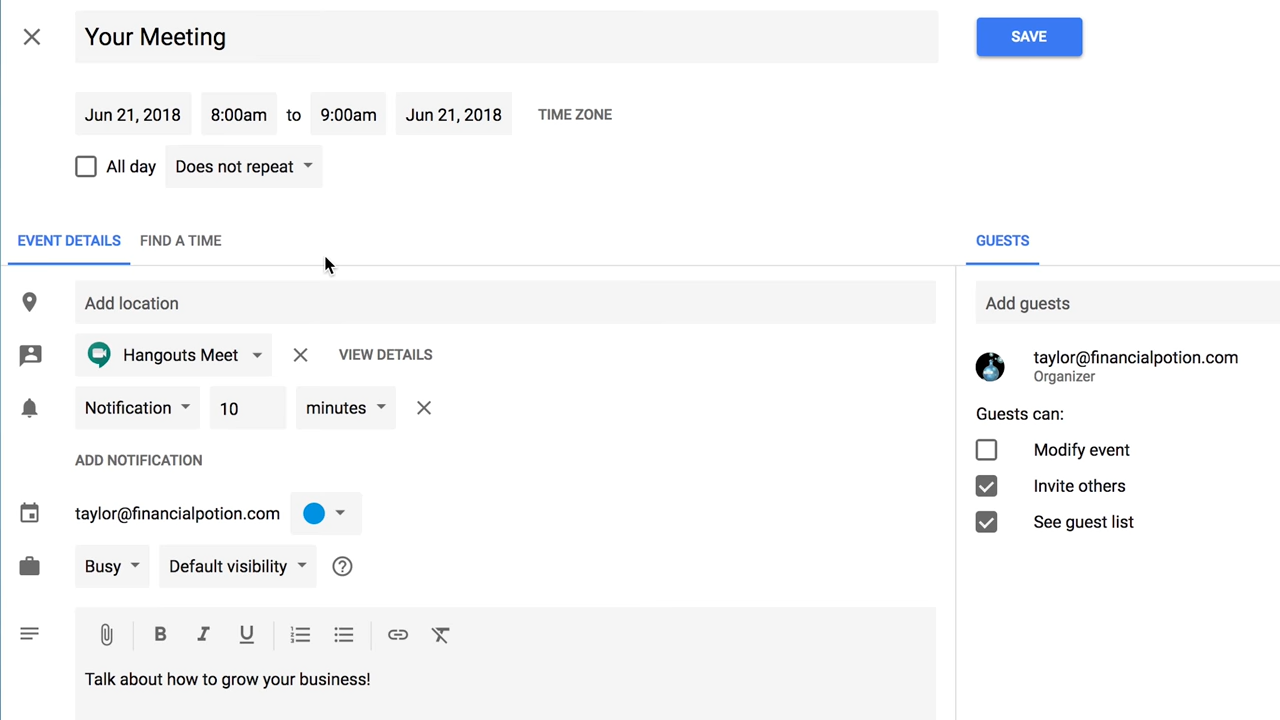 Your Meeting
SAVE
Jun 21, 2018 8:00am to 9:00am Jun 21, 2018 TIME ZONE
All day Does not repeat
EVENT DETAILS FIND A TIME
GUESTS
Add location
Add guests
Hangouts Meet VIEW DETAILS
taylor@financialpotion.com
Organizer
Notification 10 minutes
Guests can:
Modify event
ADD NOTIFICATION
Invite others
taylor@financialpotion.com
See guest list
Busy Default visibility
B I U
Talk about how to grow your business!